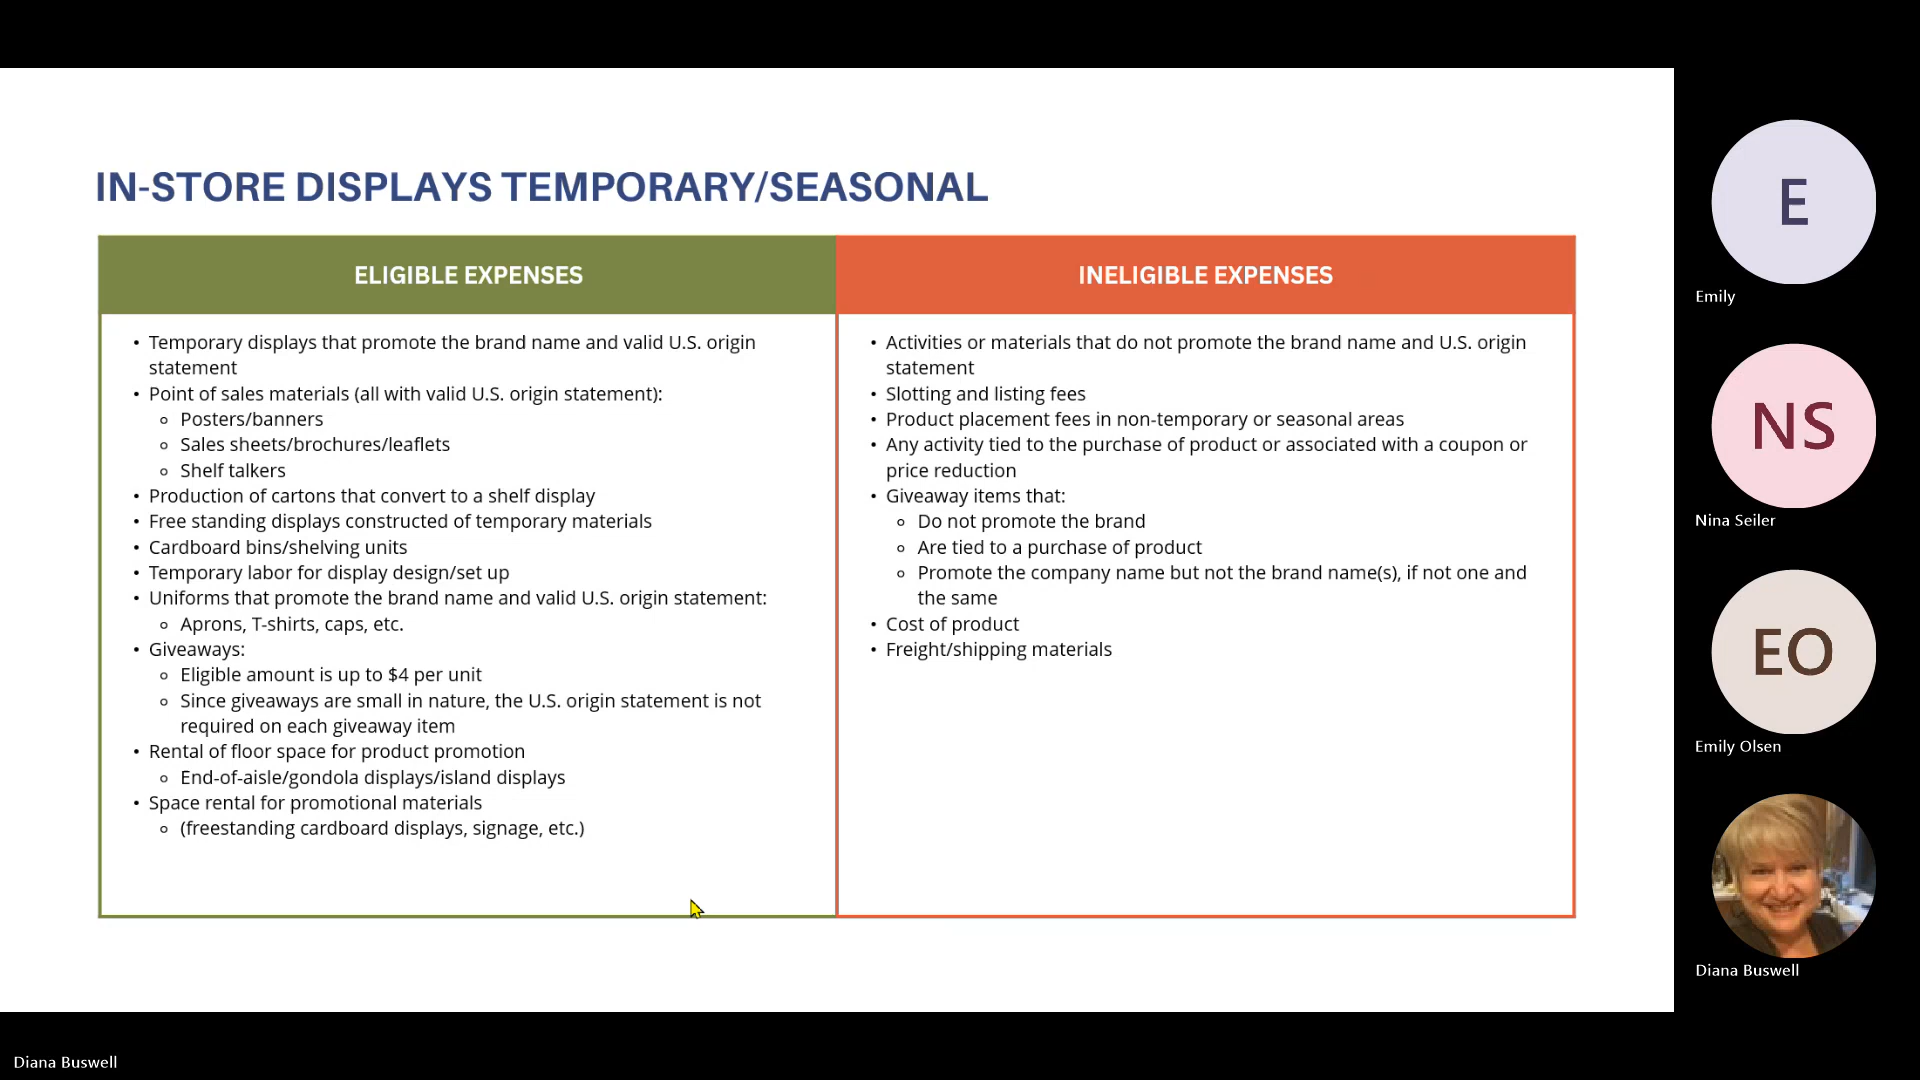 IN-STORE DISPLAYS TEMPORARY/SEASONAL
ELIGIBLE EXPENSES
• Temporary displays that promote the brand name and valid U.S. origin
statement
• Point of sales materials (all with valid U.S. origin statement):
◦ Posters/banners
◦ Sales sheets/brochures/leaflets
◦ Shelf talkers
• Production of cartons that convert to a shelf display
• Free standing displays constructed of temporary materials
• Cardboard bins/shelving units
• Temporary labor for display design/set up
• Uniforms that promote the brand name and valid U.S. origin statement:
◦ Aprons, T-shirts, caps, etc.
• Giveaways:
◦ Eligible amount is up to $4 per unit
◦ Since giveaways are small in nature, the U.S. origin statement is not
required on each giveaway item
• Rental of floor space for product promotion
◦ End-of-aisle/gondola displays/island displays
• Space rental for promotional materials
◦ (freestanding cardboard displays, signage, etc.)
INELIGIBLE EXPENSES
• Activities or materials that do not promote the brand name and U.S. origin
statement
• Slotting and listing fees
• Product placement fees in non-temporary or seasonal areas
• Any activity tied to the purchase of product or associated with a coupon or
price reduction
• Giveaway items that:
◦ Do not promote the brand
◦ Are tied to a purchase of product
◦ Promote the company name but not the brand name(s), if not one and
the same
• Cost of product
• Freight/shipping materials
E
Emily
NS
Nina Seiler
EO
Emily Olsen
Diana Buswell
Diana Buswell